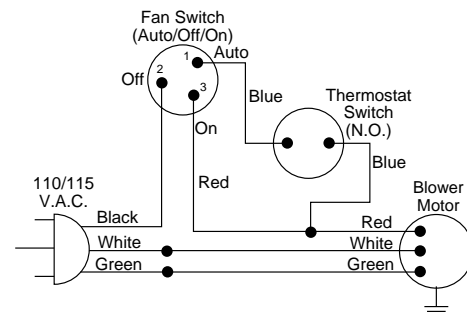 Fan Switch
(Auto/Off/On)
1
Auto
Off
2
3
On
Blue
Thermostat
Switch
(N.O.)
Blue
Red
110/115
V.A.C.
Blower
Motor
Black
Red
White
White
Green
Green